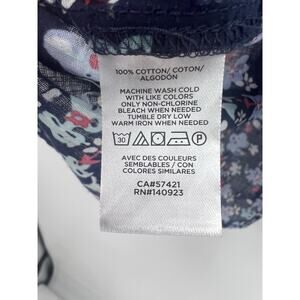 100% COTTON/ COTON/
ALGODÓN
MACHINE WASH COLD
WITH LIKE COLORS
ONLY NON-CHLORINE
BLEACH WHEN NEEDED
TUMBLE DRY LOW
WARM IRON WHEN NEEDED
30 P
AVEC DES COULEURS
SEMBLABLES / CON
COLORES SIMILARES
CA#57421
RN#140923